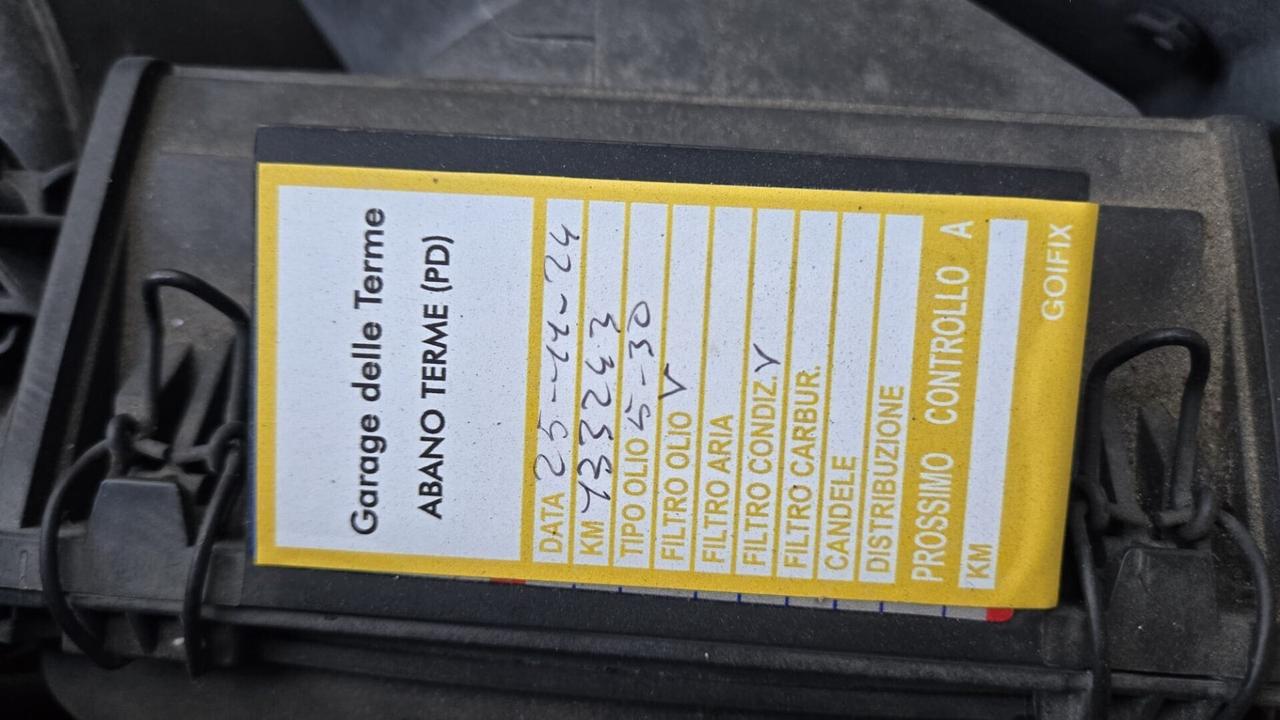 Garage delle Terme
ABANO TERME (PD)
DATA 25-11-24
KM 133243
TIPO OLIO 5-30
FILTRO OLIO V
FILTRO ARIA
FILTRO CONDIZ. V
FILTRO CARBUR.
CANDELE
DISTRIBUZIONE
PROSSIMO CONTROLLO A
KM
GOIFIX